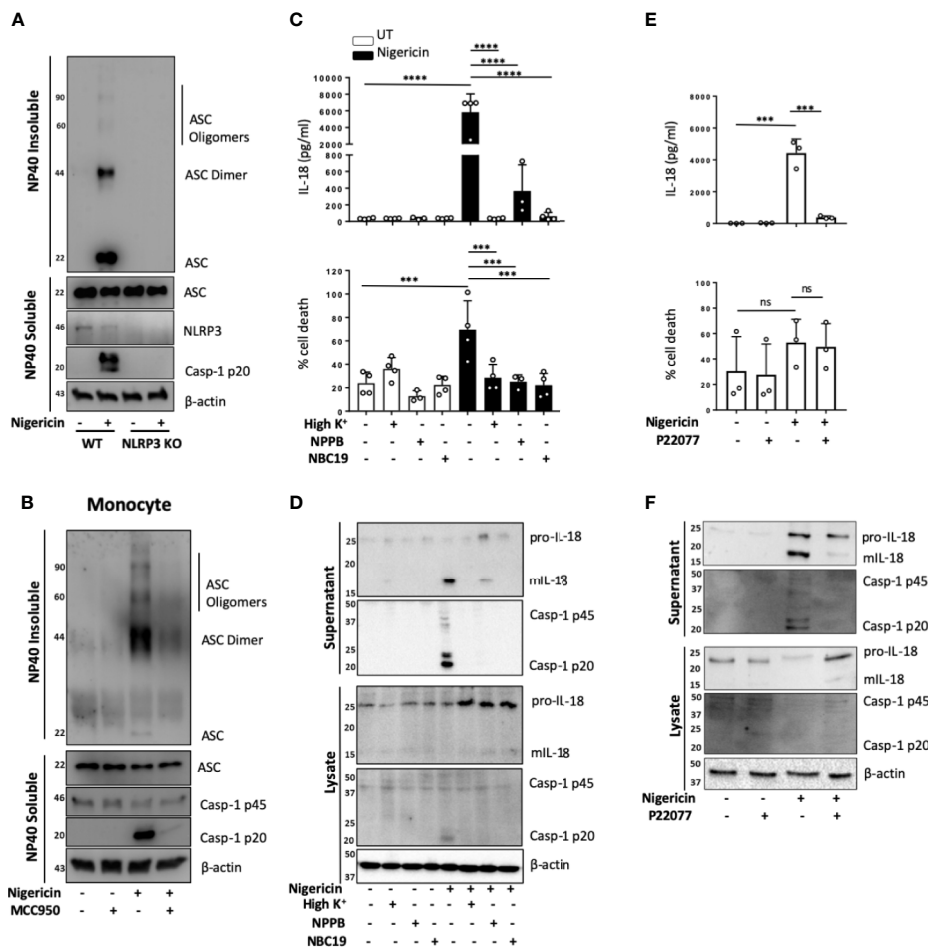 A
NP40 Insoluble
90
60
44
22
ASC
Oligomers
ASC Dimer
ASC
NP40 Soluble
22
ASC
46
NLRP3
20
Casp-1 p20
43
β-actin
Nigericin - + - +
WT NLRP3 KO
B
Monocyte
NP40 Insoluble
90
60
44
22
ASC
Oligomers
ASC Dimer
ASC
NP40 Soluble
22
ASC
46
Casp-1 p45
20
Casp-1 p20
43
β-actin
Nigericin - - + +
MCC950 - + - +
C
UT
Nigericin
****
****
****
****
IL-18 (pg/ml)
10000
8000
6000
4000
2000
800
600
400
200
0
***
***
***
***
% cell death
120
100
80
60
40
20
0
High K⁺ - + - - - + - -
NPPB - - + - - - + -
NBC19 - - - + - - - +
D
Supernatant
25
15
pro-IL-18
mIL-18
50
37
25
20
Casp-1 p45
Casp-1 p20
Lysate
25
20
15
pro-IL-18
mIL-18
50
37
25
20
Casp-1 p45
Casp-1 p20
50
37
β-actin
Nigericin - - - - + + + +
High K⁺ - + - - - + - -
NPPB - - + - - - + -
NBC19 - - - + - - - +
E
***
***
IL-18 (pg/ml)
10000
8000
6000
4000
2000
0
ns
ns
% cell death
120
100
80
60
40
20
0
Nigericin - - + +
P22077 - + - +
F
Supernatant
25
20
15
pro-IL-18
mIL-18
50
37
25
20
Casp-1 p45
Casp-1 p20
Lysate
25
20
15
pro-IL-18
mIL-18
50
37
25
20
Casp-1 p45
Casp-1 p20
50
37
β-actin
Nigericin - - + +
P22077 - + - +